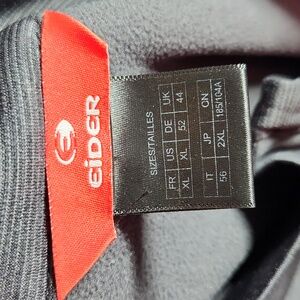 EiDER
SIZES/TAILLES
FR US DE UK
XL XL 52 44
IT JP CN
56 2XL 185/104A